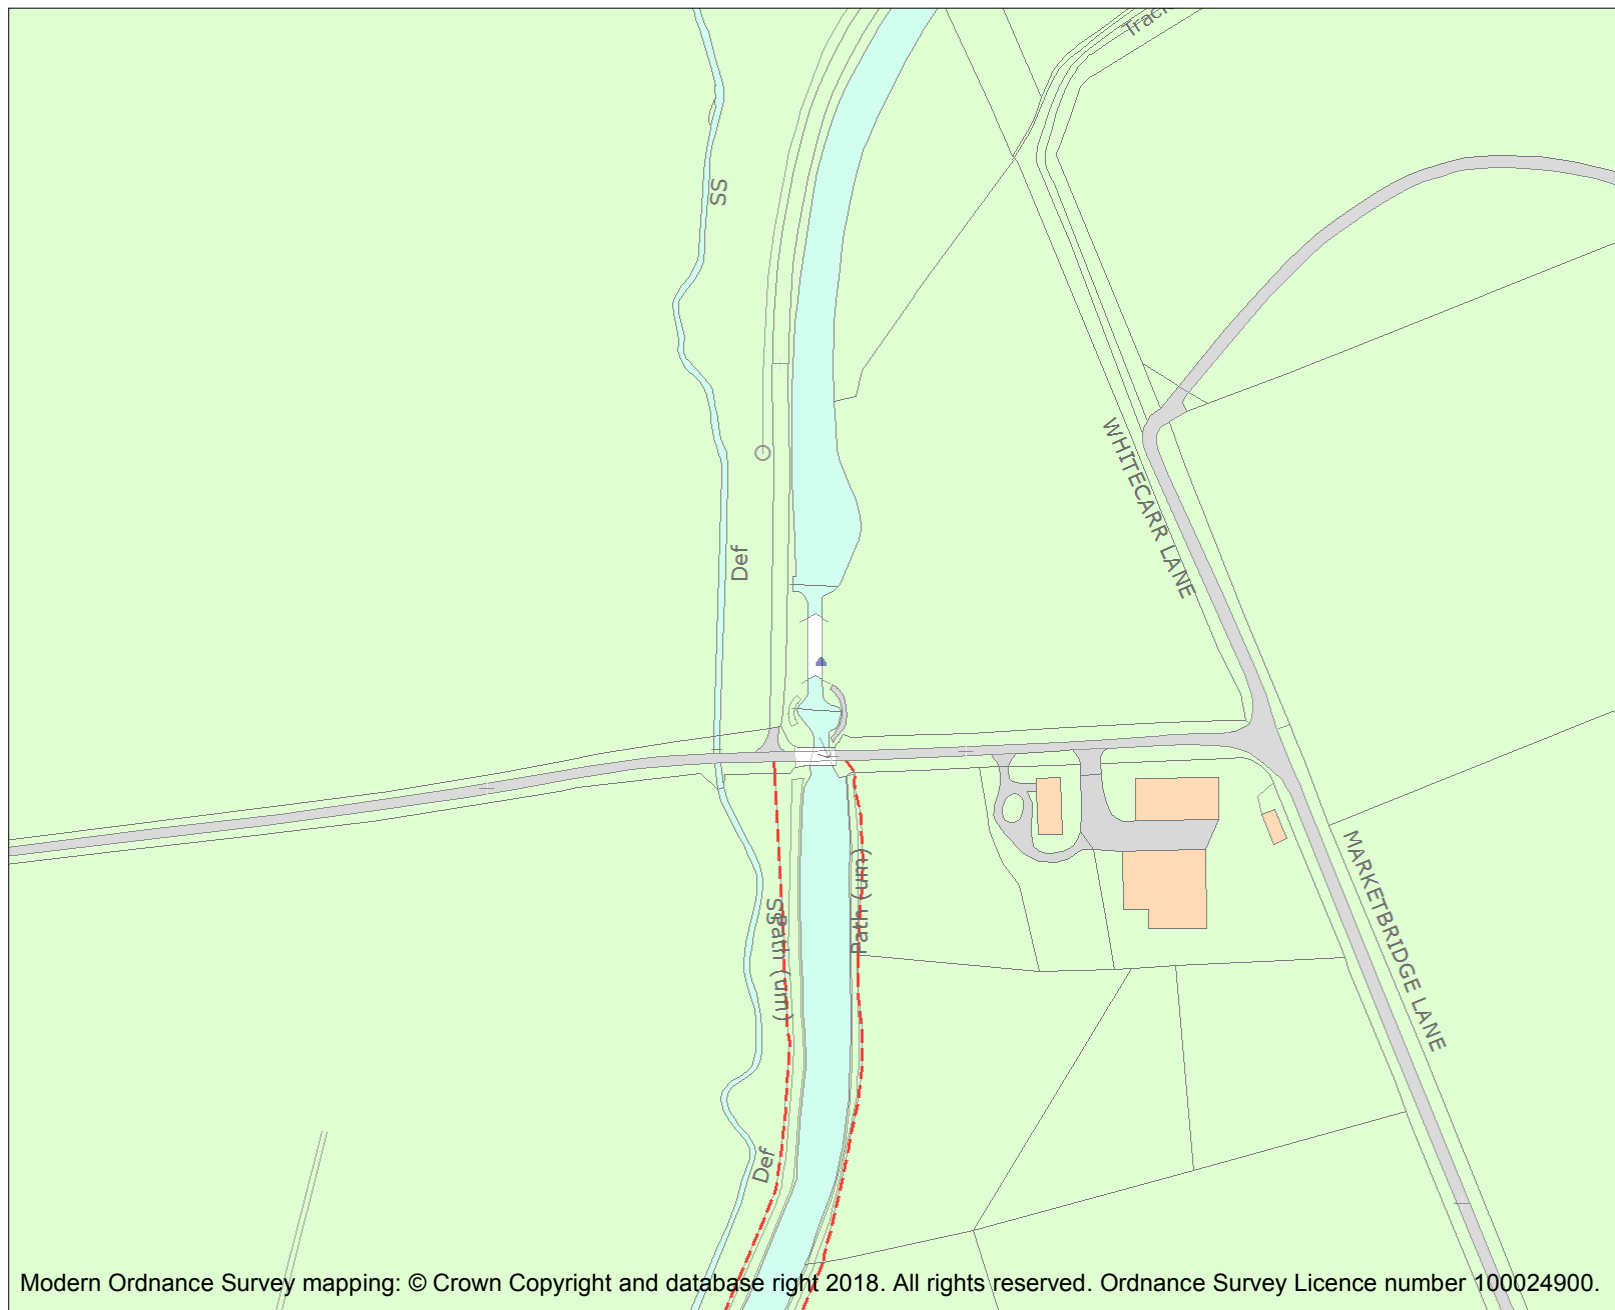 Track
SS
WHITECARR LANE
Def
Path (um)
SS
Path (um)
MARKETBRIDGE LANE
Def
Modern Ordnance Survey mapping: © Crown Copyright and database right 2018. All rights reserved. Ordnance Survey Licence number 100024900.